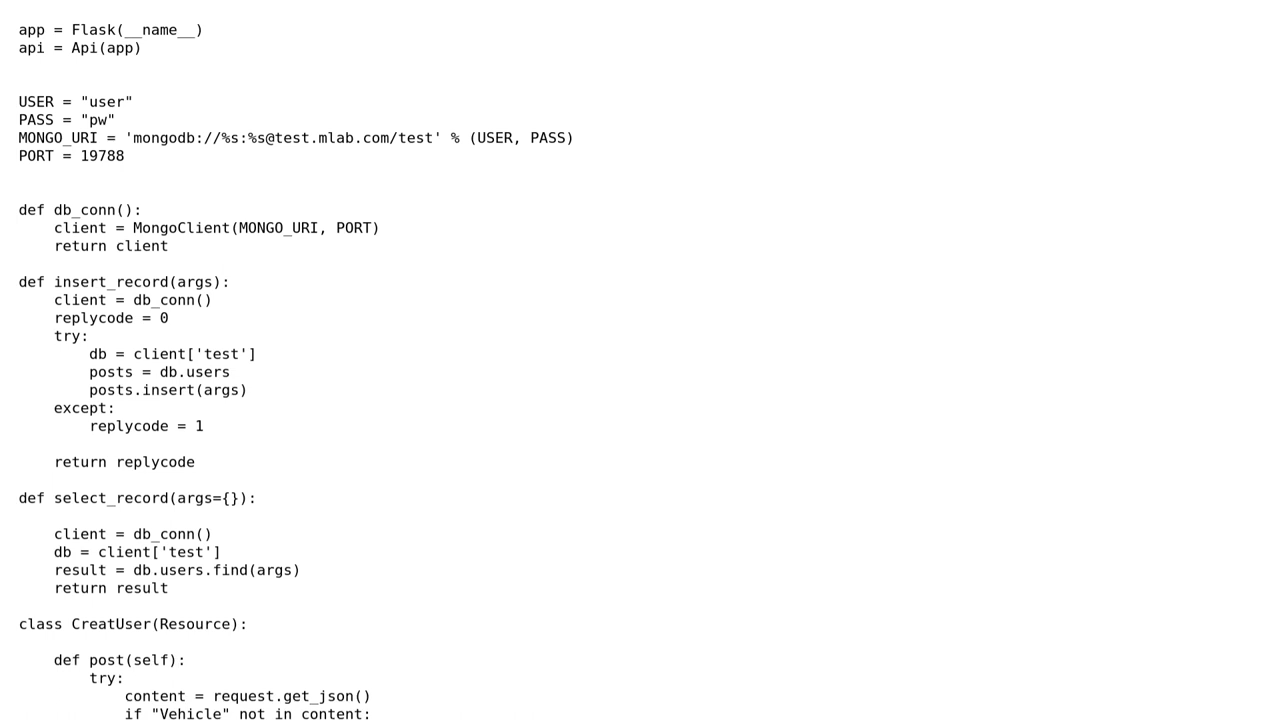 app = Flask(__name__)
api = Api(app)


USER = "user"
PASS = "pw"
MONGO_URI = 'mongodb://%s:%s@test.mlab.com/test' % (USER, PASS)
PORT = 19788


def db_conn():
    client = MongoClient(MONGO_URI, PORT)
    return client

def insert_record(args):
    client = db_conn()
    replycode = 0
    try:
        db = client['test']
        posts = db.users
        posts.insert(args)
    except:
        replycode = 1

    return replycode

def select_record(args={}):

    client = db_conn()
    db = client['test']
    result = db.users.find(args)
    return result

class CreatUser(Resource):

    def post(self):
        try:
            content = request.get_json()
            if "Vehicle" not in content: